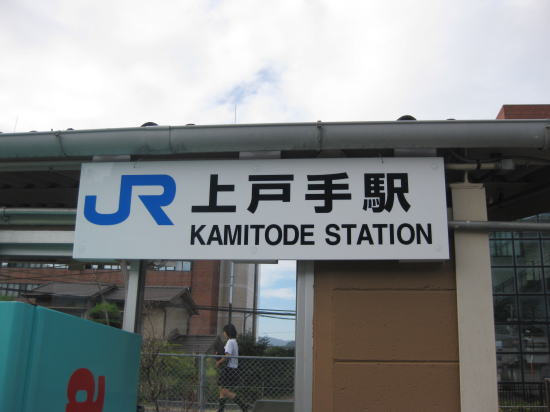 JR 上戸手駅
KAMITODE STATION